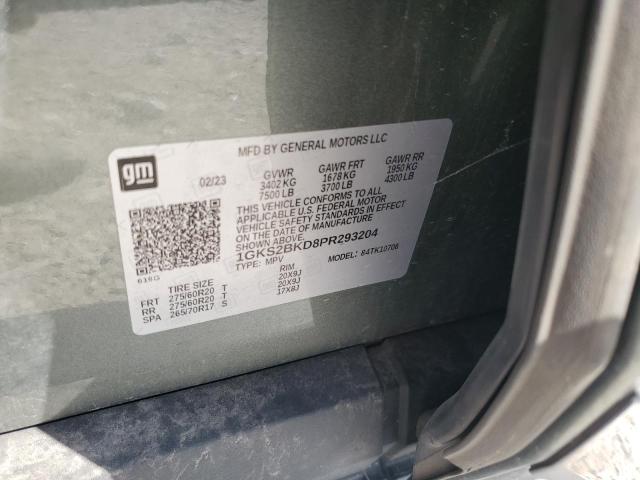 MFD BY GENERAL MOTORS LLC
gm
02/23 GVWR GAWR FRT GAWR RR
3402 KG 1678 KG 1950 KG
7500 LB 3700 LB 4300 LB
THIS VEHICLE CONFORMS TO ALL
APPLICABLE U.S. FEDERAL MOTOR
VEHICLE SAFETY STANDARDS IN EFFECT
ON THE DATE OF MANUFACTURE
SHOWN ABOVE.
1GKS2BKD8PR293204
TYPE: MPV MODEL: 84TK10706
616G
TIRE SIZE RIM
FRT 275/60R20 T 20X9J
RR 275/60R20 T 20X9J
SPA 265/70R17 S 17X8J